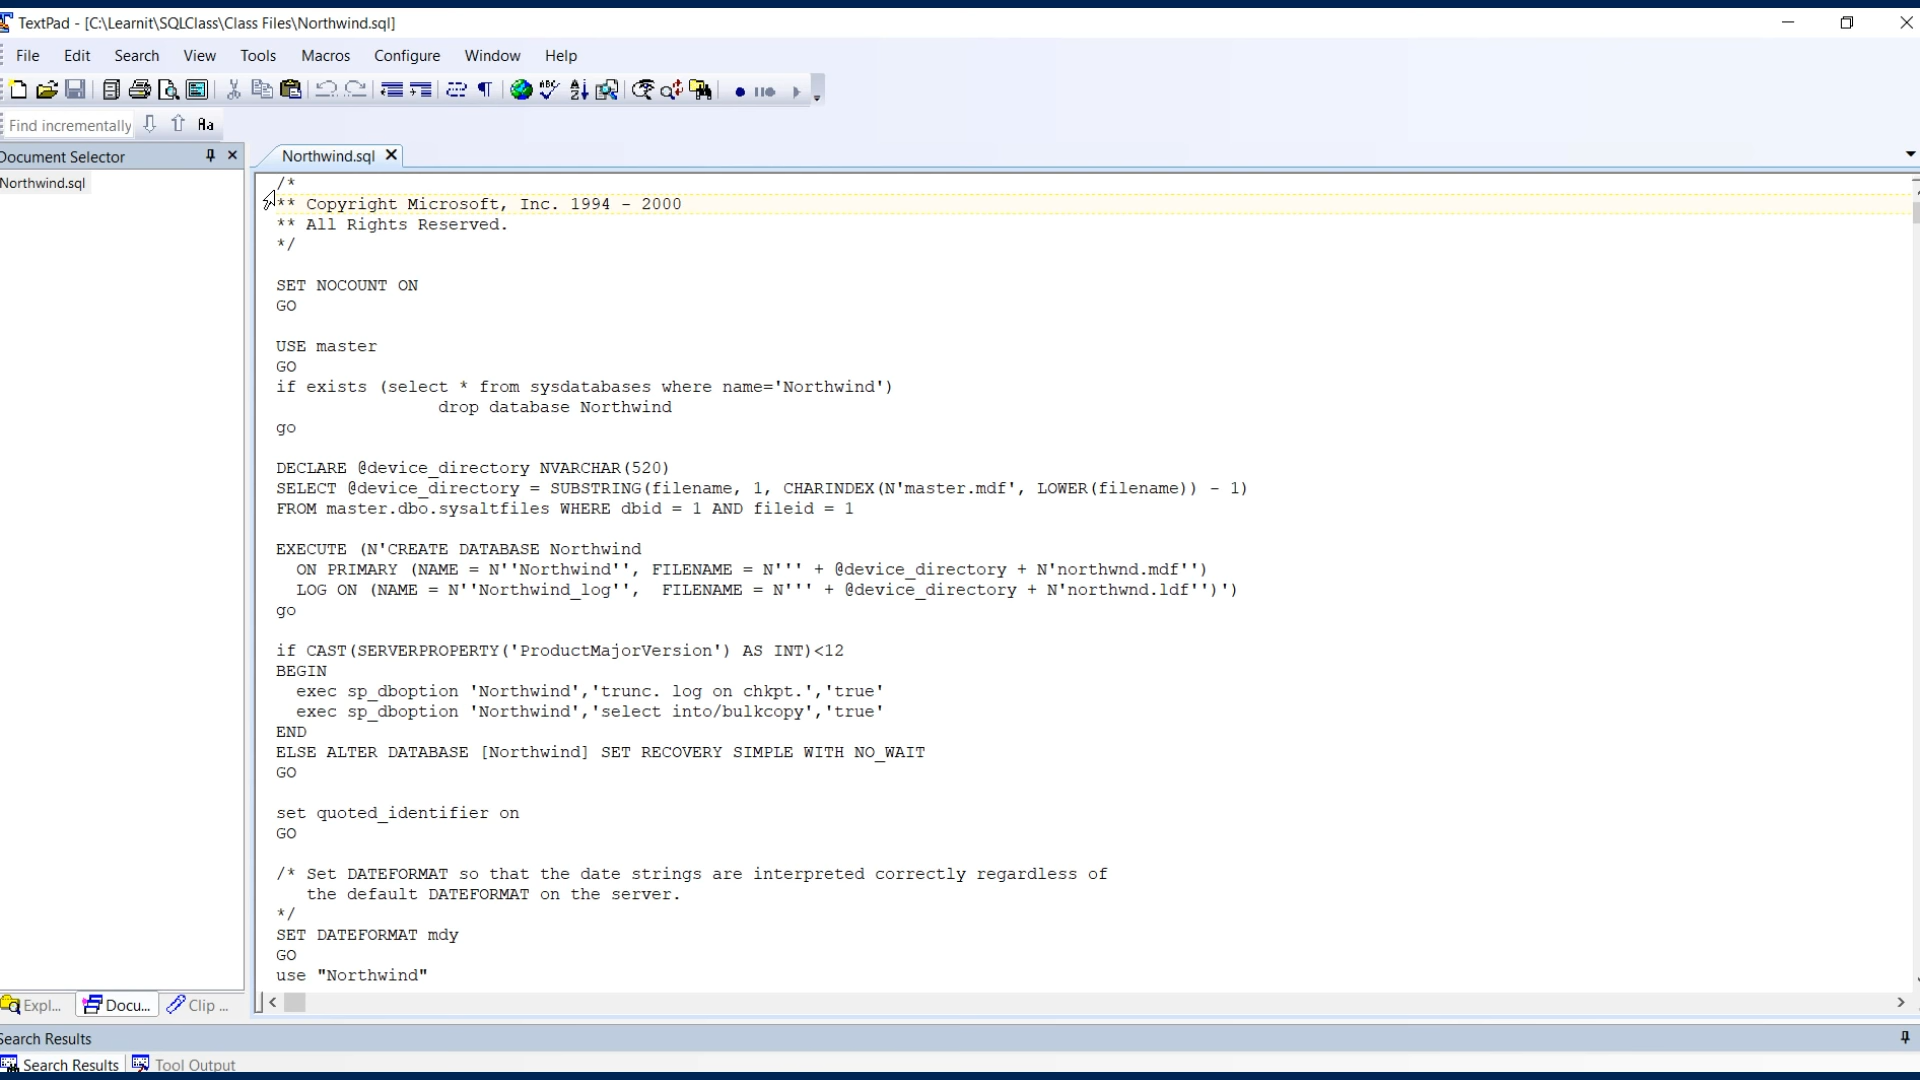 TextPad - [C:\Learnit\SQLClass\Class Files\Northwind.sql]
File Edit Search View Tools Macros Configure Window Help
Find incrementally
Document Selector
Northwind.sql
Northwind.sql
/*
** Copyright Microsoft, Inc. 1994 - 2000
** All Rights Reserved.
*/
SET NOCOUNT ON
GO
USE master
GO
if exists (select * from sysdatabases where name='Northwind')
drop database Northwind
go
DECLARE @device_directory NVARCHAR(520)
SELECT @device_directory = SUBSTRING(filename, 1, CHARINDEX(N'master.mdf', LOWER(filename)) - 1)
FROM master.dbo.sysaltfiles WHERE dbid = 1 AND fileid = 1
EXECUTE (N'CREATE DATABASE Northwind
ON PRIMARY (NAME = N''Northwind'', FILENAME = N''' + @device_directory + N'northwnd.mdf'')
LOG ON (NAME = N''Northwind_log'', FILENAME = N''' + @device_directory + N'northwnd.ldf'')')
go
if CAST(SERVERPROPERTY('ProductMajorVersion') AS INT)<12
BEGIN
exec sp_dboption 'Northwind','trunc. log on chkpt.','true'
exec sp_dboption 'Northwind','select into/bulkcopy','true'
END
ELSE ALTER DATABASE [Northwind] SET RECOVERY SIMPLE WITH NO_WAIT
GO
set quoted_identifier on
GO
/* Set DATEFORMAT so that the date strings are interpreted correctly regardless of
the default DATEFORMAT on the server.
*/
SET DATEFORMAT mdy
GO
use "Northwind"
Expl... Docu... Clip ...
Search Results
Search Results Tool Output